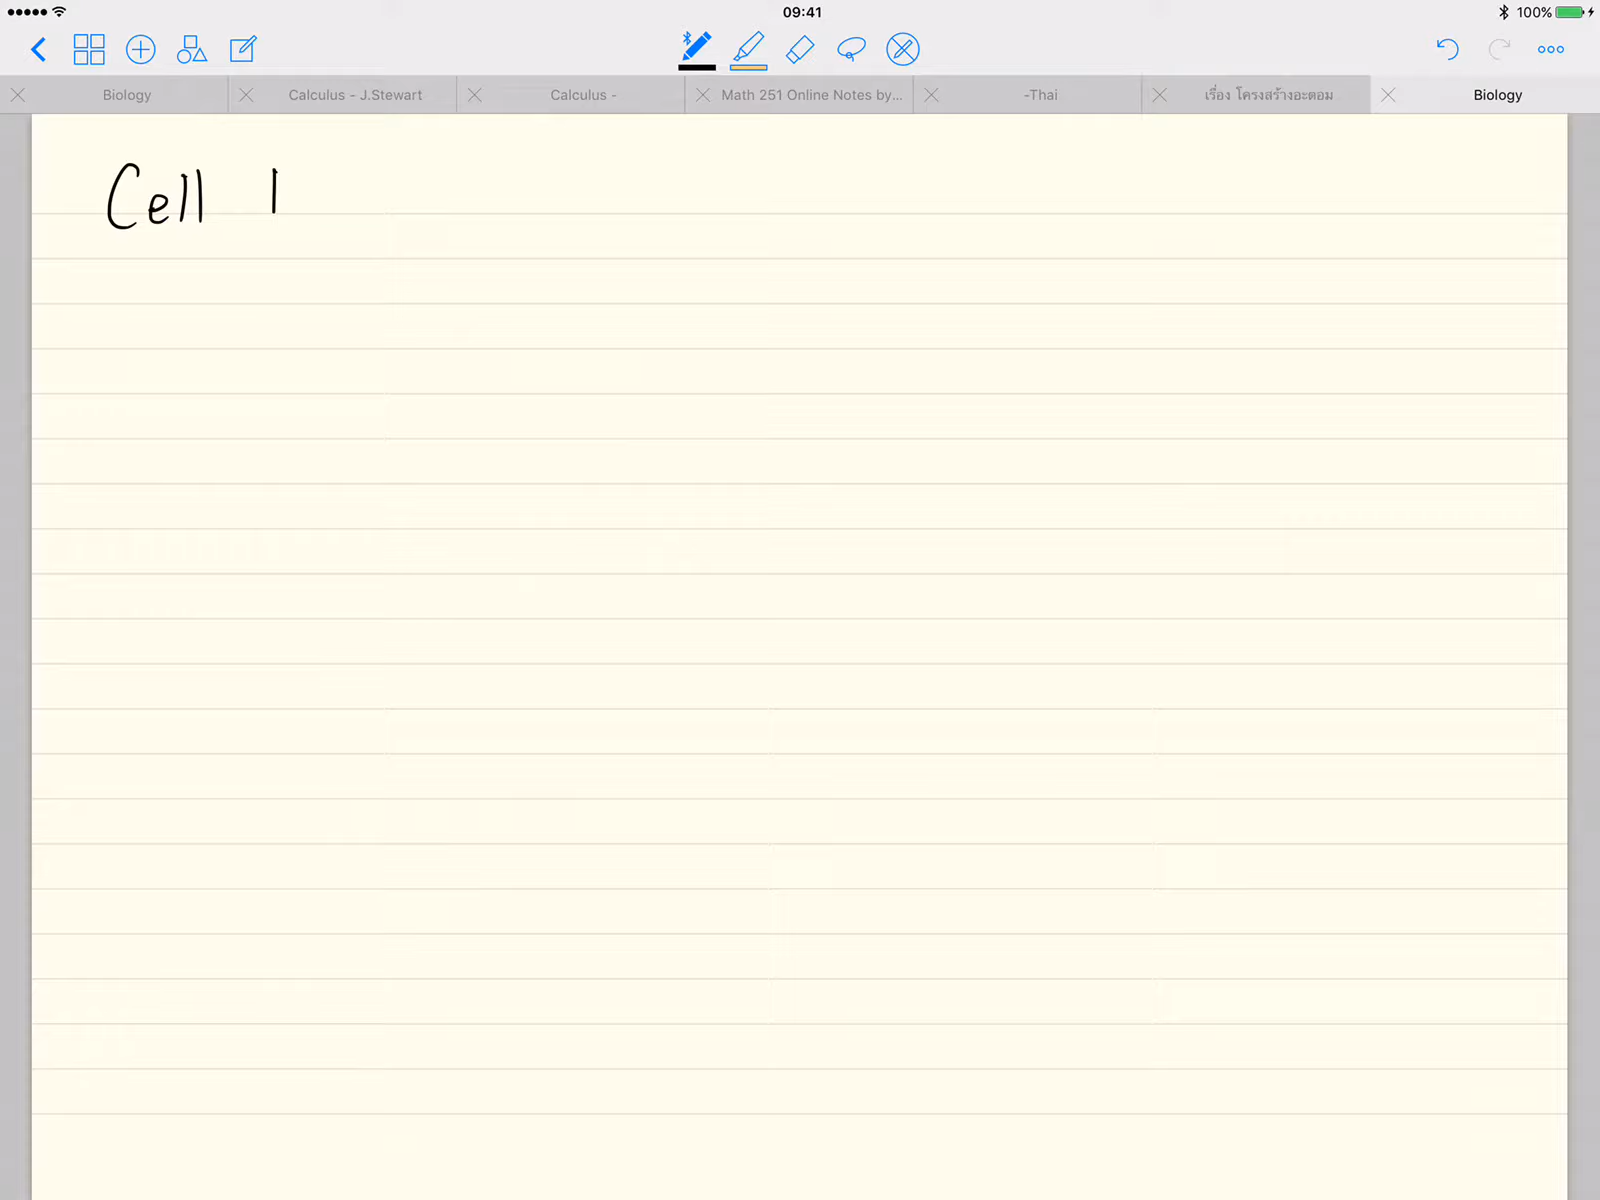 09:41
100%
Biology
Calculus - J.Stewart
Calculus -
Math 251 Online Notes by...
-Thai
เรื่อง โครงสร้างอะตอม
Biology
Cell I